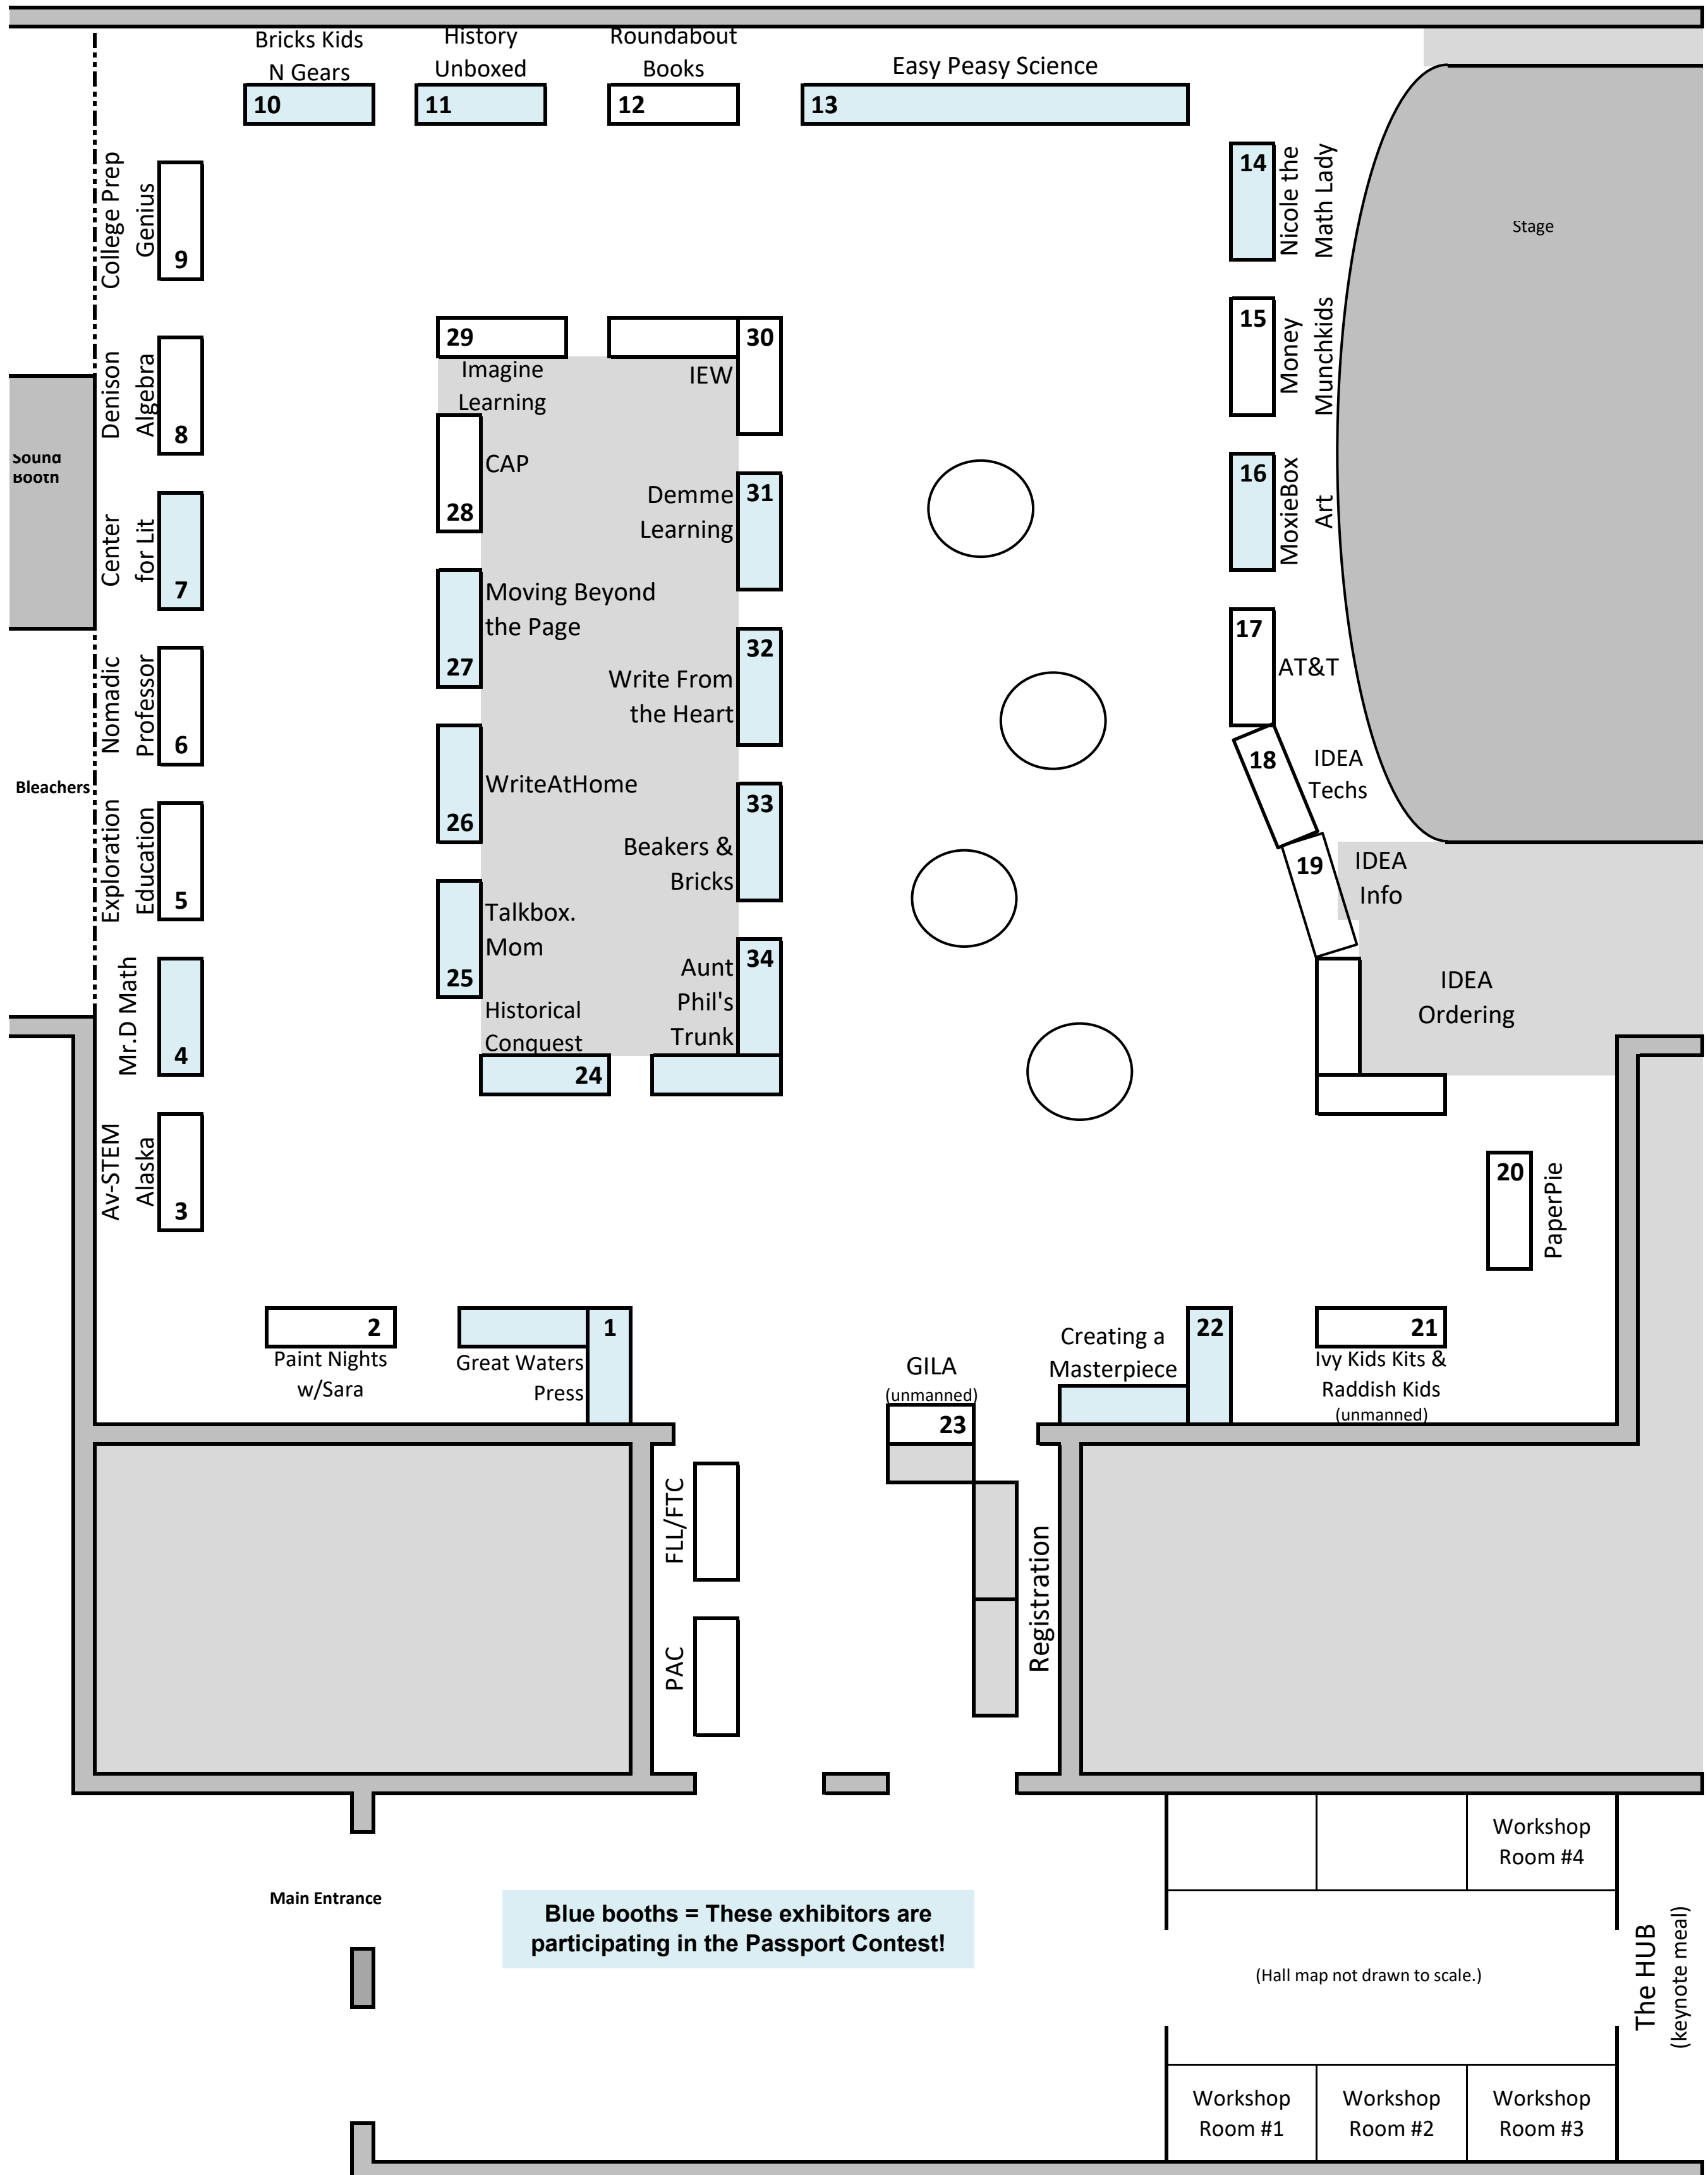 Bricks Kids
N Gears
10
History
Unboxed
11
Roundabout
Books
12
Easy Peasy Science
13
14
Nicole the
Math Lady
15
Money
Munchkids
16
MoxieBox
Art
17
AT&T
18
IDEA
Techs
19
IDEA
Info
IDEA
Ordering
Stage
College Prep
Genius
9
Denison
Algebra
8
Sound
Booth
Center
for Lit
7
Nomadic
Professor
6
Bleachers
Exploration
Education
5
Mr.D Math
4
Av-STEM
Alaska
3
29
Imagine
Learning
30
IEW
CAP
28
Demme
Learning
31
Moving Beyond
the Page
27
Write From
the Heart
32
WriteAtHome
26
Beakers &
Bricks
33
Talkbox.
Mom
25
Aunt
Phil's
Trunk
34
Historical
Conquest
24
20
PaperPie
2
Paint Nights
w/Sara
1
Great Waters
Press
GILA
(unmanned)
23
Creating a
Masterpiece
22
21
Ivy Kids Kits &
Raddish Kids
(unmanned)
FLL/FTC
PAC
Registration
Main Entrance
Blue booths = These exhibitors are
participating in the Passport Contest!
Workshop
Room #4
(Hall map not drawn to scale.)
The HUB
(keynote meal)
Workshop
Room #1
Workshop
Room #2
Workshop
Room #3